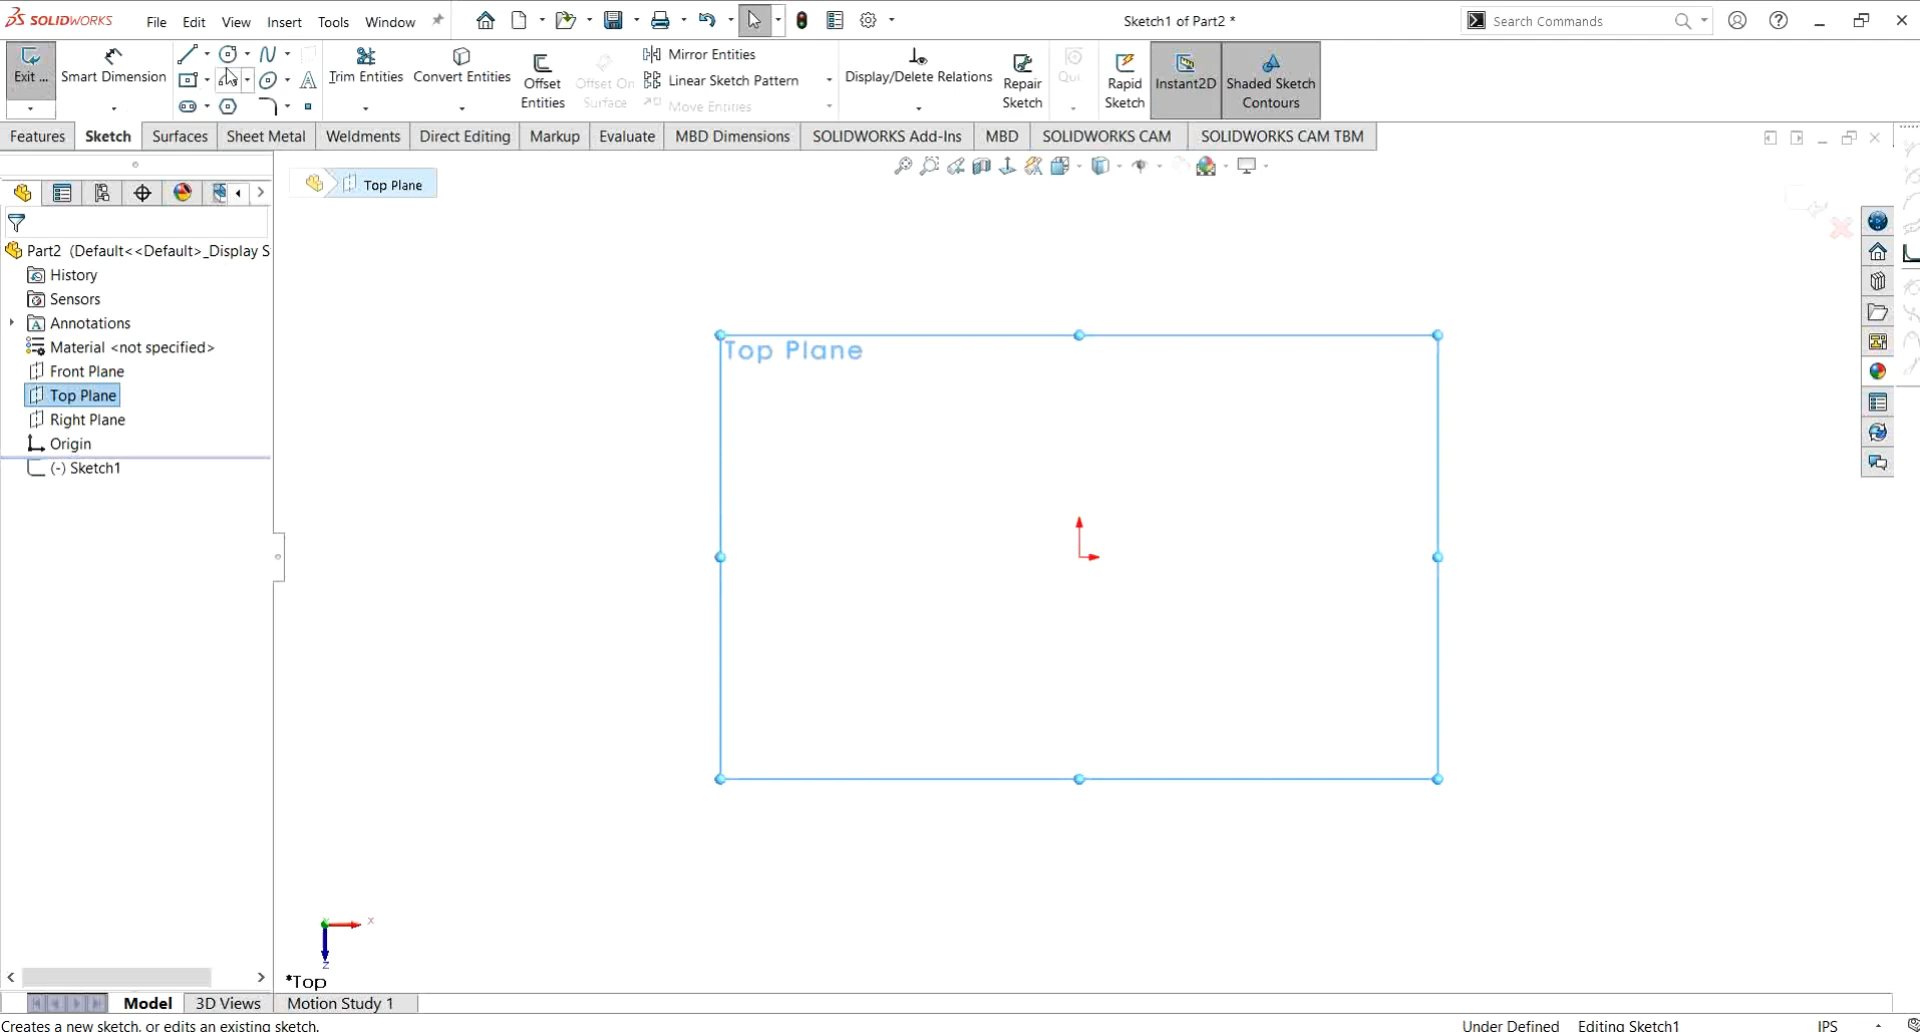 SOLIDWORKS File Edit View Insert Tools Window Sketch1 of Part2 * Search Commands
Exit ... Smart Dimension Trim Entities Convert Entities Offset Entities Offset On Surface Mirror Entities Linear Sketch Pattern Move Entities Display/Delete Relations Repair Sketch Qui Rapid Sketch Instant2D Shaded Sketch Contours
Features Sketch Surfaces Sheet Metal Weldments Direct Editing Markup Evaluate MBD Dimensions SOLIDWORKS Add-Ins MBD SOLIDWORKS CAM SOLIDWORKS CAM TBM
Top Plane
Part2 (Default<<Default>_Display S
History
Sensors
Annotations
Material <not specified>
Front Plane
Top Plane
Right Plane
Origin
(-) Sketch1
Top Plane
x
z
*Top
Model 3D Views Motion Study 1
Creates a new sketch, or edits an existing sketch. Under Defined Editing Sketch1 IPS